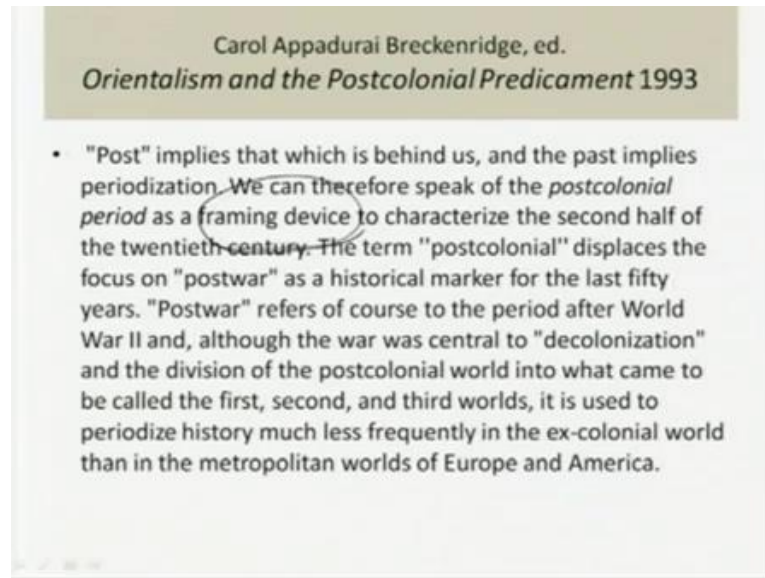 Carol Appadurai Breckenridge, ed.
Orientalism and the Postcolonial Predicament 1993
• "Post" implies that which is behind us, and the past implies
periodization. We can therefore speak of the postcolonial
period as a framing device to characterize the second half of
the twentieth century. The term "postcolonial" displaces the
focus on "postwar" as a historical marker for the last fifty
years. "Postwar" refers of course to the period after World
War II and, although the war was central to "decolonization"
and the division of the postcolonial world into what came to
be called the first, second, and third worlds, it is used to
periodize history much less frequently in the ex-colonial world
than in the metropolitan worlds of Europe and America.